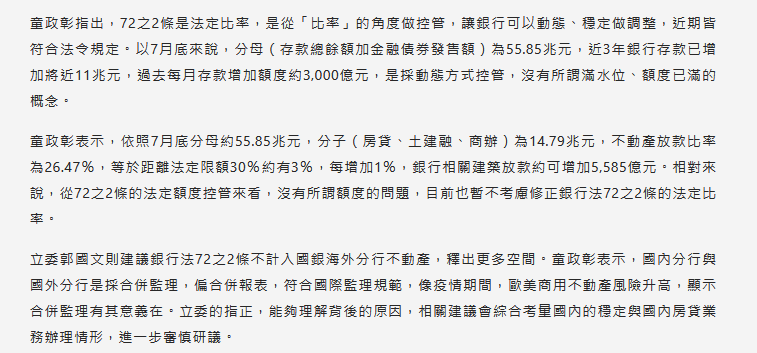 童政彰指出，72之2條是法定比率，是從「比率」的角度做控管，讓銀行可以動態、穩定做調整，近期皆
符合法令規定。以7月底來說，分母（存款總餘額加金融債券發售額）為55.85兆元，近3年銀行存款已增
加將近11兆元，過去每月存款增加額度約3,000億元，是採動態方式控管，沒有所謂滿水位、額度已滿的
概念。
童政彰表示，依照7月底分母約55.85兆元，分子（房貸、土建融、商辦）為14.79兆元，不動產放款比率
為26.47%，等於距離法定限額30%約有3%，每增加1%，銀行相關建築放款約可增加5,585億元。相對來
說，從72之2條的法定額度控管來看，沒有所謂額度的問題，目前也暫不考慮修正銀行法72之2條的法定比
率。
立委郭國文則建議銀行法72之2條不計入國銀海外分行不動產，釋出更多空間。童政彰表示，國內分行與
國外分行是採合併監理，偏合併報表，符合國際監理規範，像疫情期間，歐美商用不動產風險升高，顯示
合併監理有其意義在。立委的指正，能夠理解背後的原因，相關建議會綜合考量國內的穩定與國內房貸業
務辦理情形，進一步審慎研議。